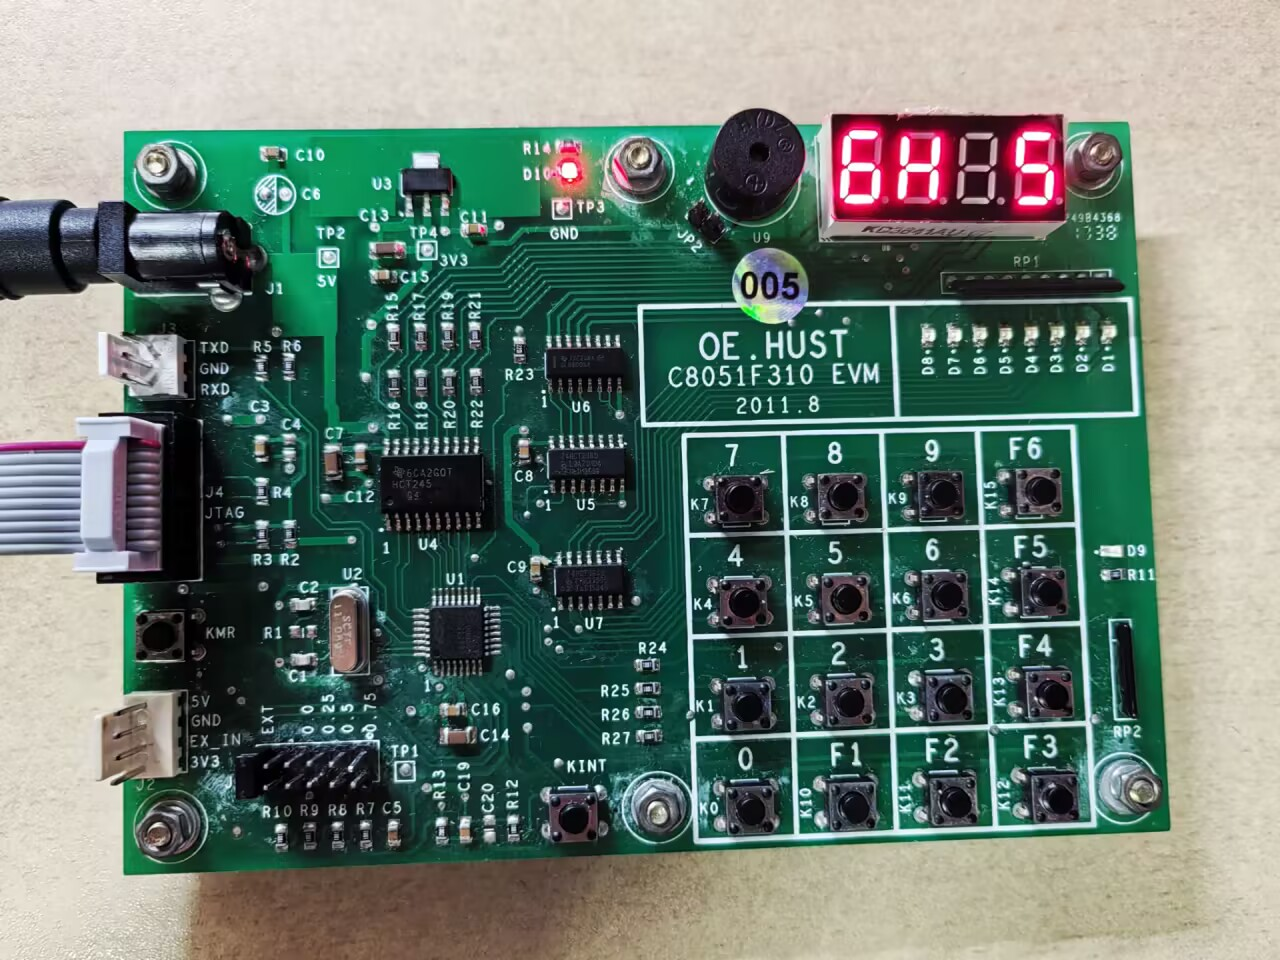 C10
C6
U3
R14
D10
TP3
GND
C13
C11
TP2
5V
TP4
3V3
C15
J1
JP2
U9
6H 5
1738
RP1
005
J3
TXD
GND
RXD
R5 R6
R15
R17
R19
R21
R16
R18
R20
R22
R23
1
U6
OE.HUST
C8051F310 EVM
2011.8
D8
D7
D6
D5
D4
D3
D2
D1
C3
C4
C7
C12
J4
JTAG
R4
R3 R2
6CA2G0T
HCT245
1
U4
C8
1
U5
C9
1
U7
C2
U2
R1
C1
KMR
U1
1
5V
GND
EX_IN
3V3
J2
EXT
0.0
0.25
0.5
0.75
TP1
C16
C14
R24
R25
R26
R27
KINT
R10 R9 R8 R7 C5
R13
C19
C20
R12
7 8 9 F6
K7 K8 K9 K15
4 5 6 F5
K4 K5 K6 K14
1 2 3 F4
K1 K2 K3 K13
0 F1 F2 F3
K0 K10 K11 K12
D9
R11
RP2